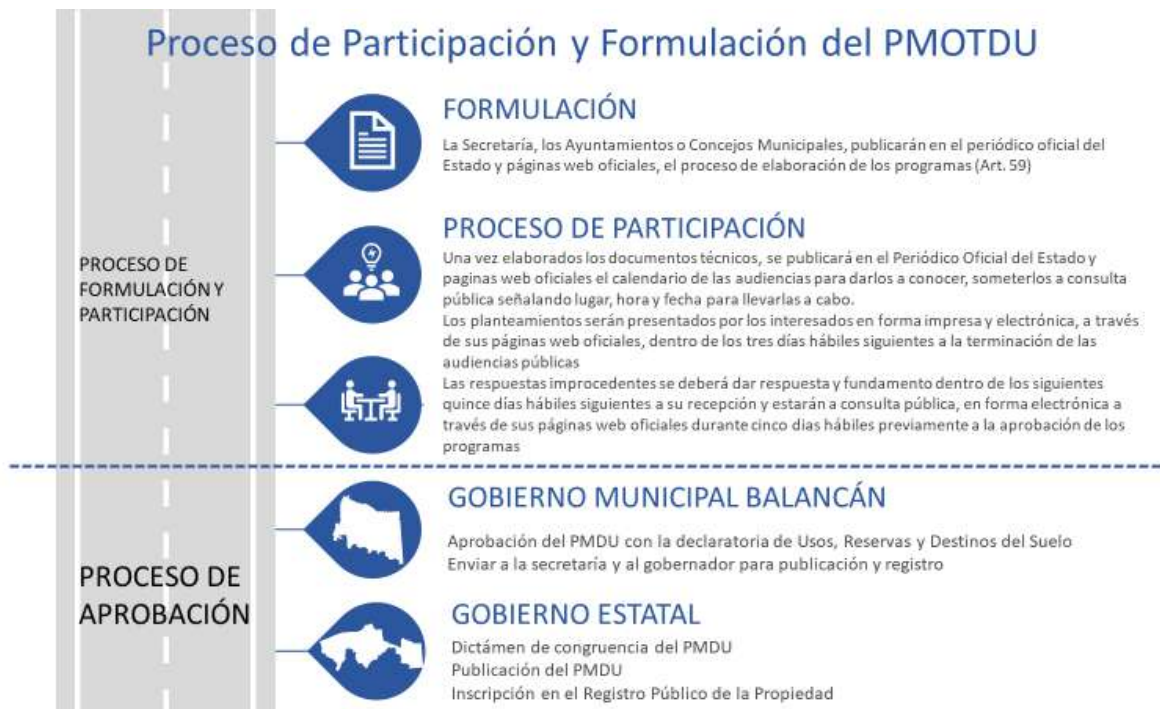 Proceso de Participación y Formulación del PMOTDU
FORMULACIÓN
La Secretaría, los Ayuntamientos o Concejos Municipales, publicarán en el periódico oficial del
Estado y páginas web oficiales, el proceso de elaboración de los programas (Art. 59)
PROCESO DE
FORMULACIÓN Y
PARTICIPACIÓN
PROCESO DE PARTICIPACIÓN
Una vez elaborados los documentos técnicos, se publicará en el Periódico Oficial del Estado y
paginas web oficiales el calendario de las audiencias para darlos a conocer, someterlos a consulta
pública señalando lugar, hora y fecha para llevarlas a cabo.
Los planteamientos serán presentados por los interesados en forma impresa y electrónica, a través
de sus páginas web oficiales, dentro de los tres días hábiles siguientes a la terminación de las
audiencias públicas
Las respuestas improcedentes se deberá dar respuesta y fundamento dentro de los siguientes
quince días hábiles siguientes a su recepción y estarán a consulta pública, en forma electrónica a
través de sus páginas web oficiales durante cinco dias hábiles previamente a la aprobación de los
programas
PROCESO DE
APROBACIÓN
GOBIERNO MUNICIPAL BALANCÁN
Aprobación del PMDU con la declaratoria de Usos, Reservas y Destinos del Suelo
Enviar a la secretaría y al gobernador para publicación y registro
GOBIERNO ESTATAL
Dictámen de congruencia del PMDU
Publicación del PMDU
Inscripción en el Registro Público de la Propiedad